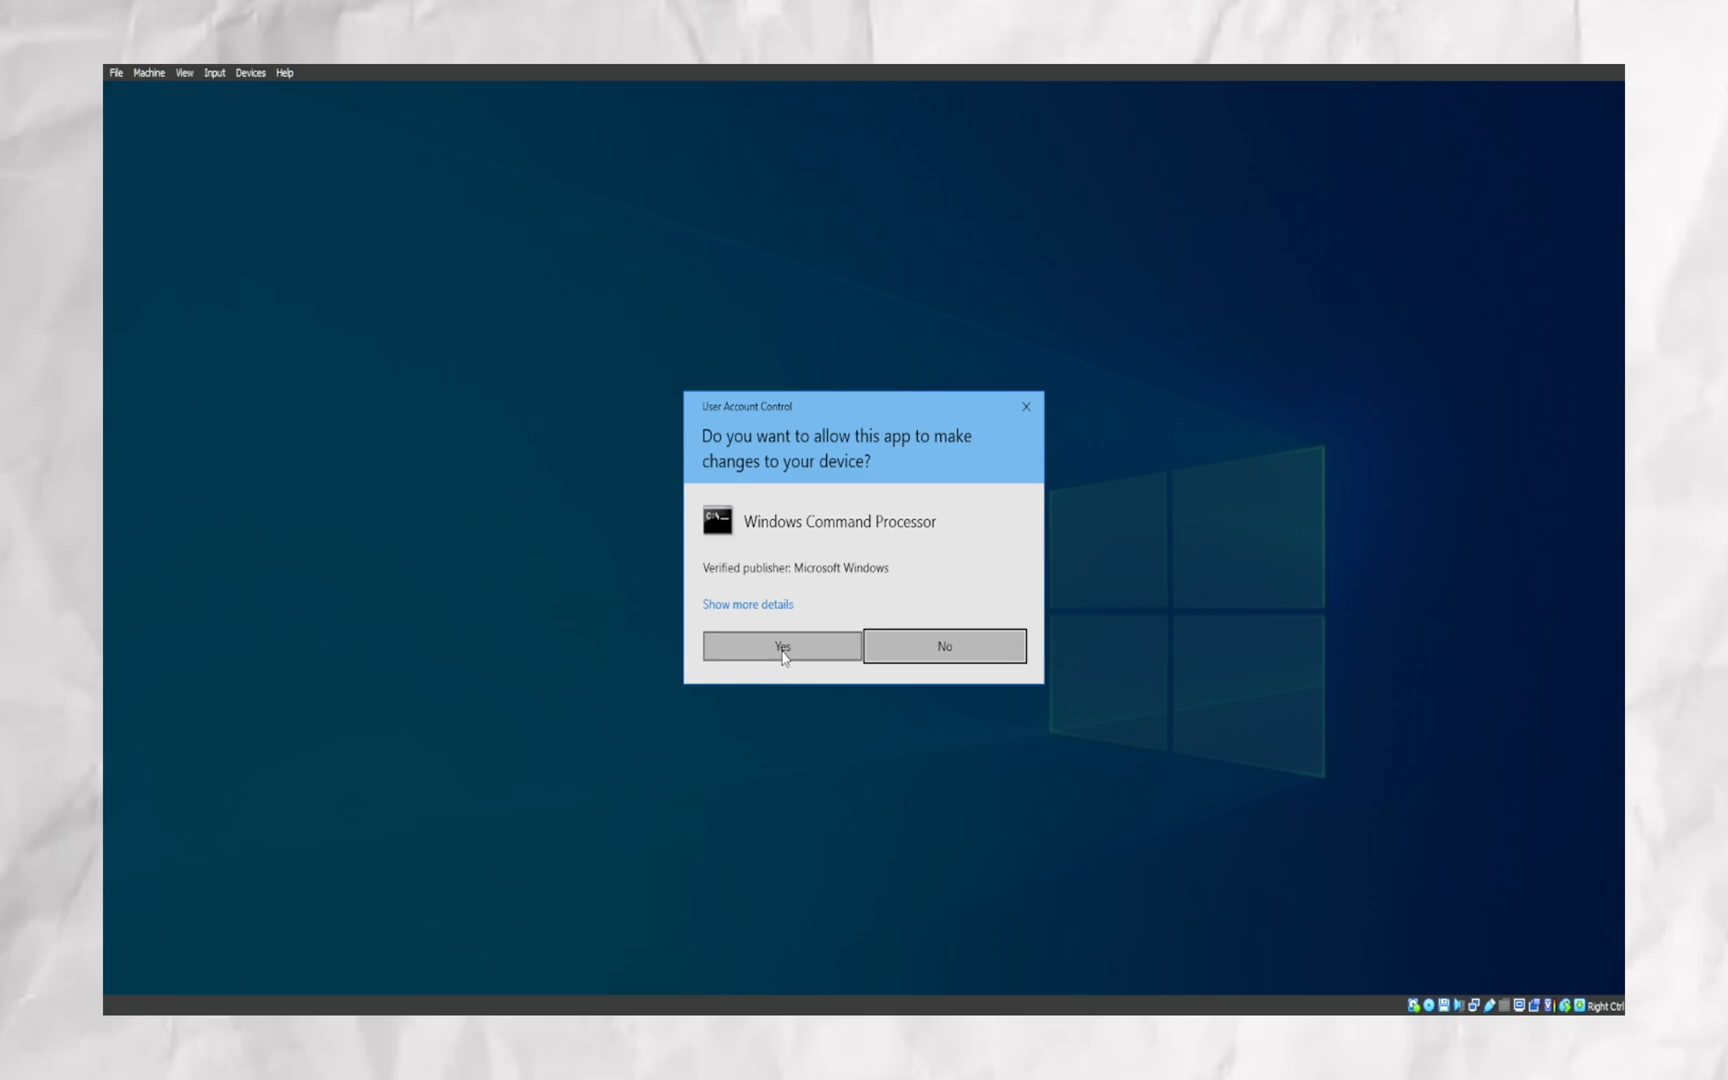 File Machine View Input Devices Help
User Account Control
Do you want to allow this app to make
changes to your device?
C:\_
Windows Command Processor
Verified publisher: Microsoft Windows
Show more details
Yes No
Right Ctrl